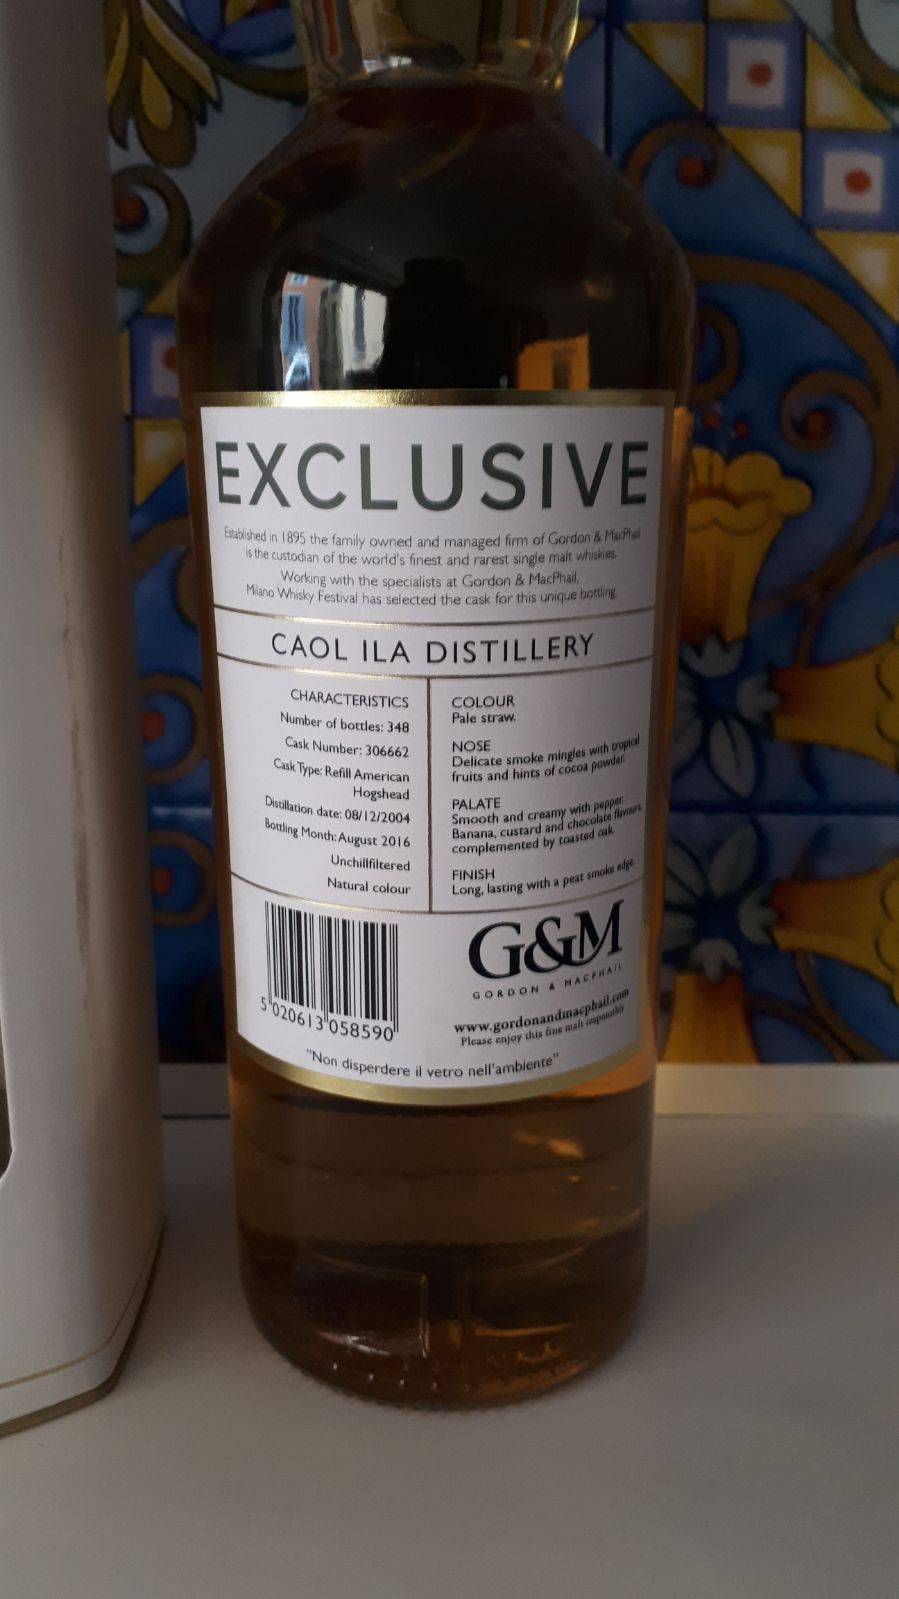 EXCLUSIVE
Established in 1895 the family owned and managed firm of Gordon & MacPhail
is the custodian of the world's finest and rarest single malt whiskies.
Working with the specialists at Gordon & MacPhail,
Milano Whisky Festival has selected the cask for this unique bottling.
CAOL ILA DISTILLERY
CHARACTERISTICS
Number of bottles: 348
Cask Number: 306662
Cask Type: Refill American
Hogshead
Distillation date: 08/12/2004
Bottling Month: August 2016
Unchillfiltered
Natural colour
COLOUR
Pale straw.
NOSE
Delicate smoke mingles with tropical
fruits and hints of cocoa powder.
PALATE
Smooth and creamy with pepper.
Banana, custard and chocolate flavours,
complemented by toasted oak.
FINISH
Long, lasting with a peat smoke edge.
5 020613 058590
G&M
GORDON & MACPHAIL
www.gordonandmacphail.com
Please enjoy this fine malt responsibly
"Non disperdere il vetro nell'ambiente"